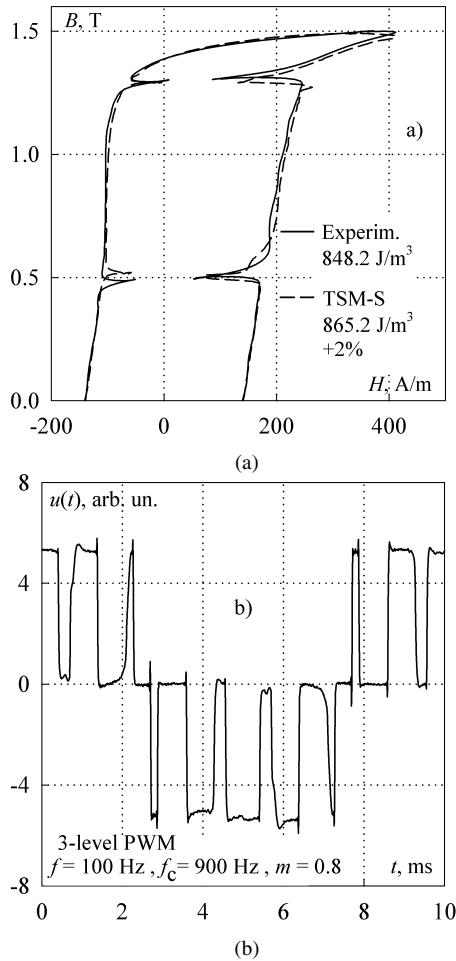 B, T
1.5
1.0
0.5
0.0
a)
Experim.
848.2 J/m³
TSM-S
865.2 J/m³
+2%
H, A/m
-200
0
200
400
(a)
8
4
0
-4
-8
u(t), arb. un.
b)
3-level PWM
f = 100 Hz , fc= 900 Hz , m = 0.8
t, ms
0
2
4
6
8
10
(b)